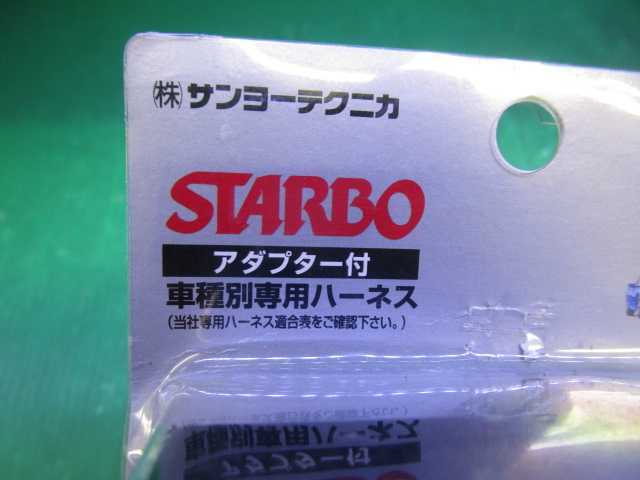 ㈱サンヨーテクニカ
STARBO
アダプター付
車種別専用ハーネス
(当社専用ハーネス適合表をご確認下さい。)